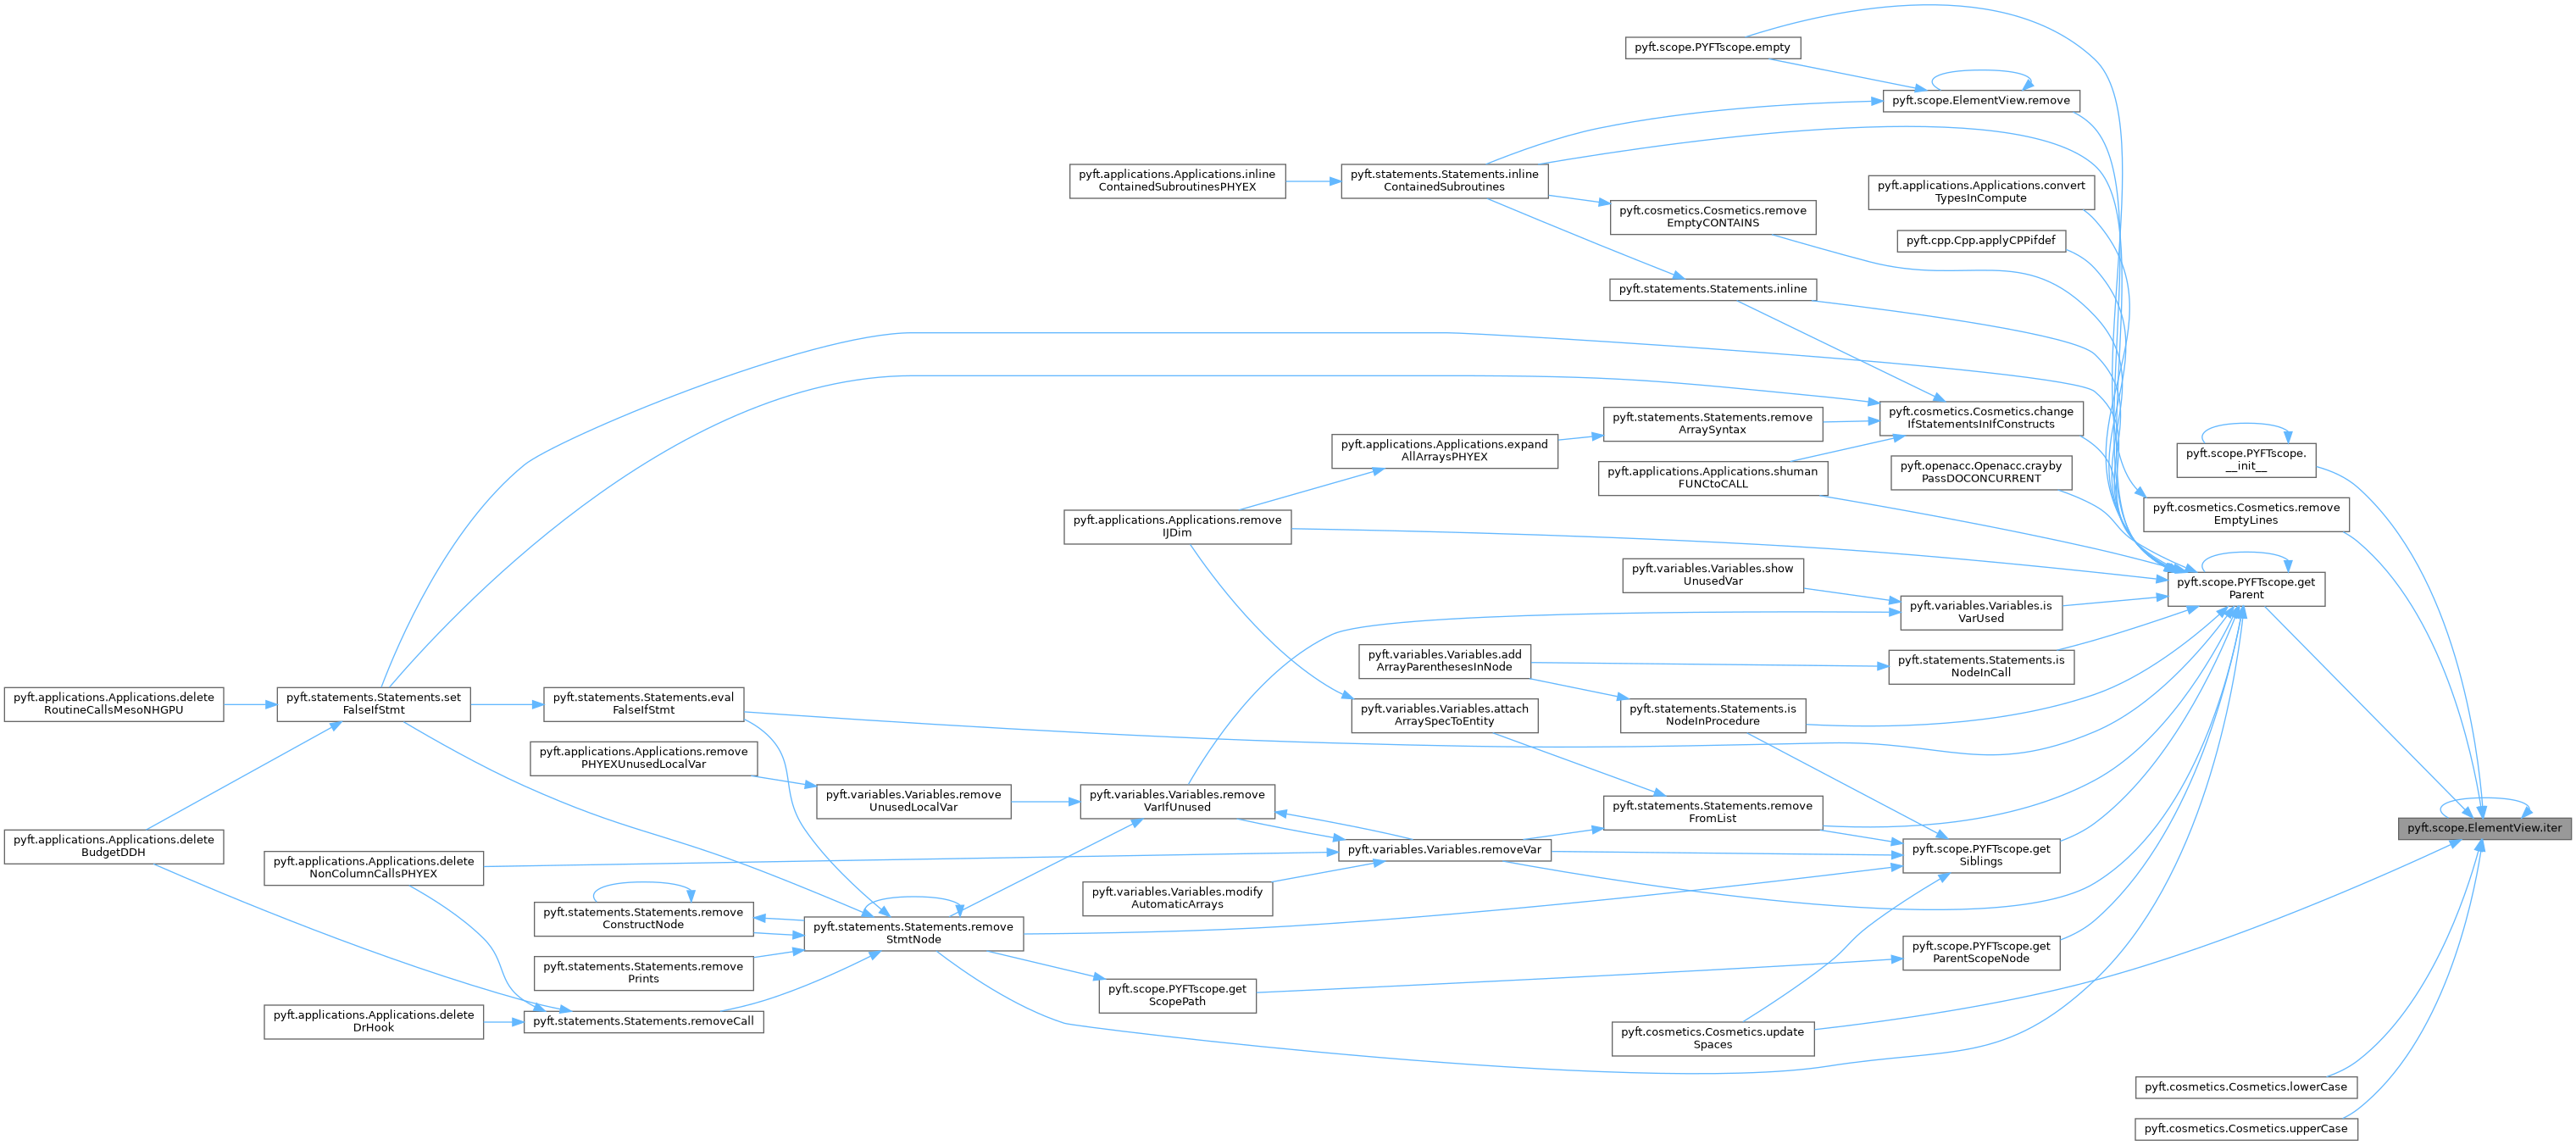 pyft.scope.PYFTscope.empty
pyft.scope.ElementView.remove
pyft.applications.Applications.inline
ContainedSubroutinesPHYEX
pyft.statements.Statements.inline
ContainedSubroutines
pyft.applications.Applications.convert
TypesInCompute
pyft.cosmetics.Cosmetics.remove
EmptyCONTAINS
pyft.cpp.Cpp.applyCPPifdef
pyft.statements.Statements.inline
pyft.cosmetics.Cosmetics.change
IfStatementsInIfConstructs
pyft.statements.Statements.remove
ArraySyntax
pyft.applications.Applications.expand
AllArraysPHYEX
pyft.scope.PYFTscope.
__init__
pyft.applications.Applications.shuman
FUNCtoCALL
pyft.openacc.Openacc.crayby
PassDOCONCURRENT
pyft.cosmetics.Cosmetics.remove
EmptyLines
pyft.applications.Applications.remove
IJDim
pyft.variables.Variables.show
UnusedVar
pyft.scope.PYFTscope.get
Parent
pyft.variables.Variables.is
VarUsed
pyft.variables.Variables.add
ArrayParenthesesInNode
pyft.statements.Statements.is
NodeInCall
pyft.applications.Applications.delete
RoutineCallsMesoNHGPU
pyft.statements.Statements.set
FalseIfStmt
pyft.statements.Statements.eval
FalseIfStmt
pyft.variables.Variables.attach
ArraySpecToEntity
pyft.statements.Statements.is
NodeInProcedure
pyft.applications.Applications.remove
PHYEXUnusedLocalVar
pyft.variables.Variables.remove
UnusedLocalVar
pyft.variables.Variables.remove
VarIfUnused
pyft.statements.Statements.remove
FromList
pyft.scope.ElementView.iter
pyft.applications.Applications.delete
BudgetDDH
pyft.applications.Applications.delete
NonColumnCallsPHYEX
pyft.variables.Variables.removeVar
pyft.scope.PYFTscope.get
Siblings
pyft.variables.Variables.modify
AutomaticArrays
pyft.statements.Statements.remove
ConstructNode
pyft.statements.Statements.remove
StmtNode
pyft.scope.PYFTscope.get
ParentScopeNode
pyft.statements.Statements.remove
Prints
pyft.scope.PYFTscope.get
ScopePath
pyft.applications.Applications.delete
DrHook
pyft.statements.Statements.removeCall
pyft.cosmetics.Cosmetics.update
Spaces
pyft.cosmetics.Cosmetics.lowerCase
pyft.cosmetics.Cosmetics.upperCase